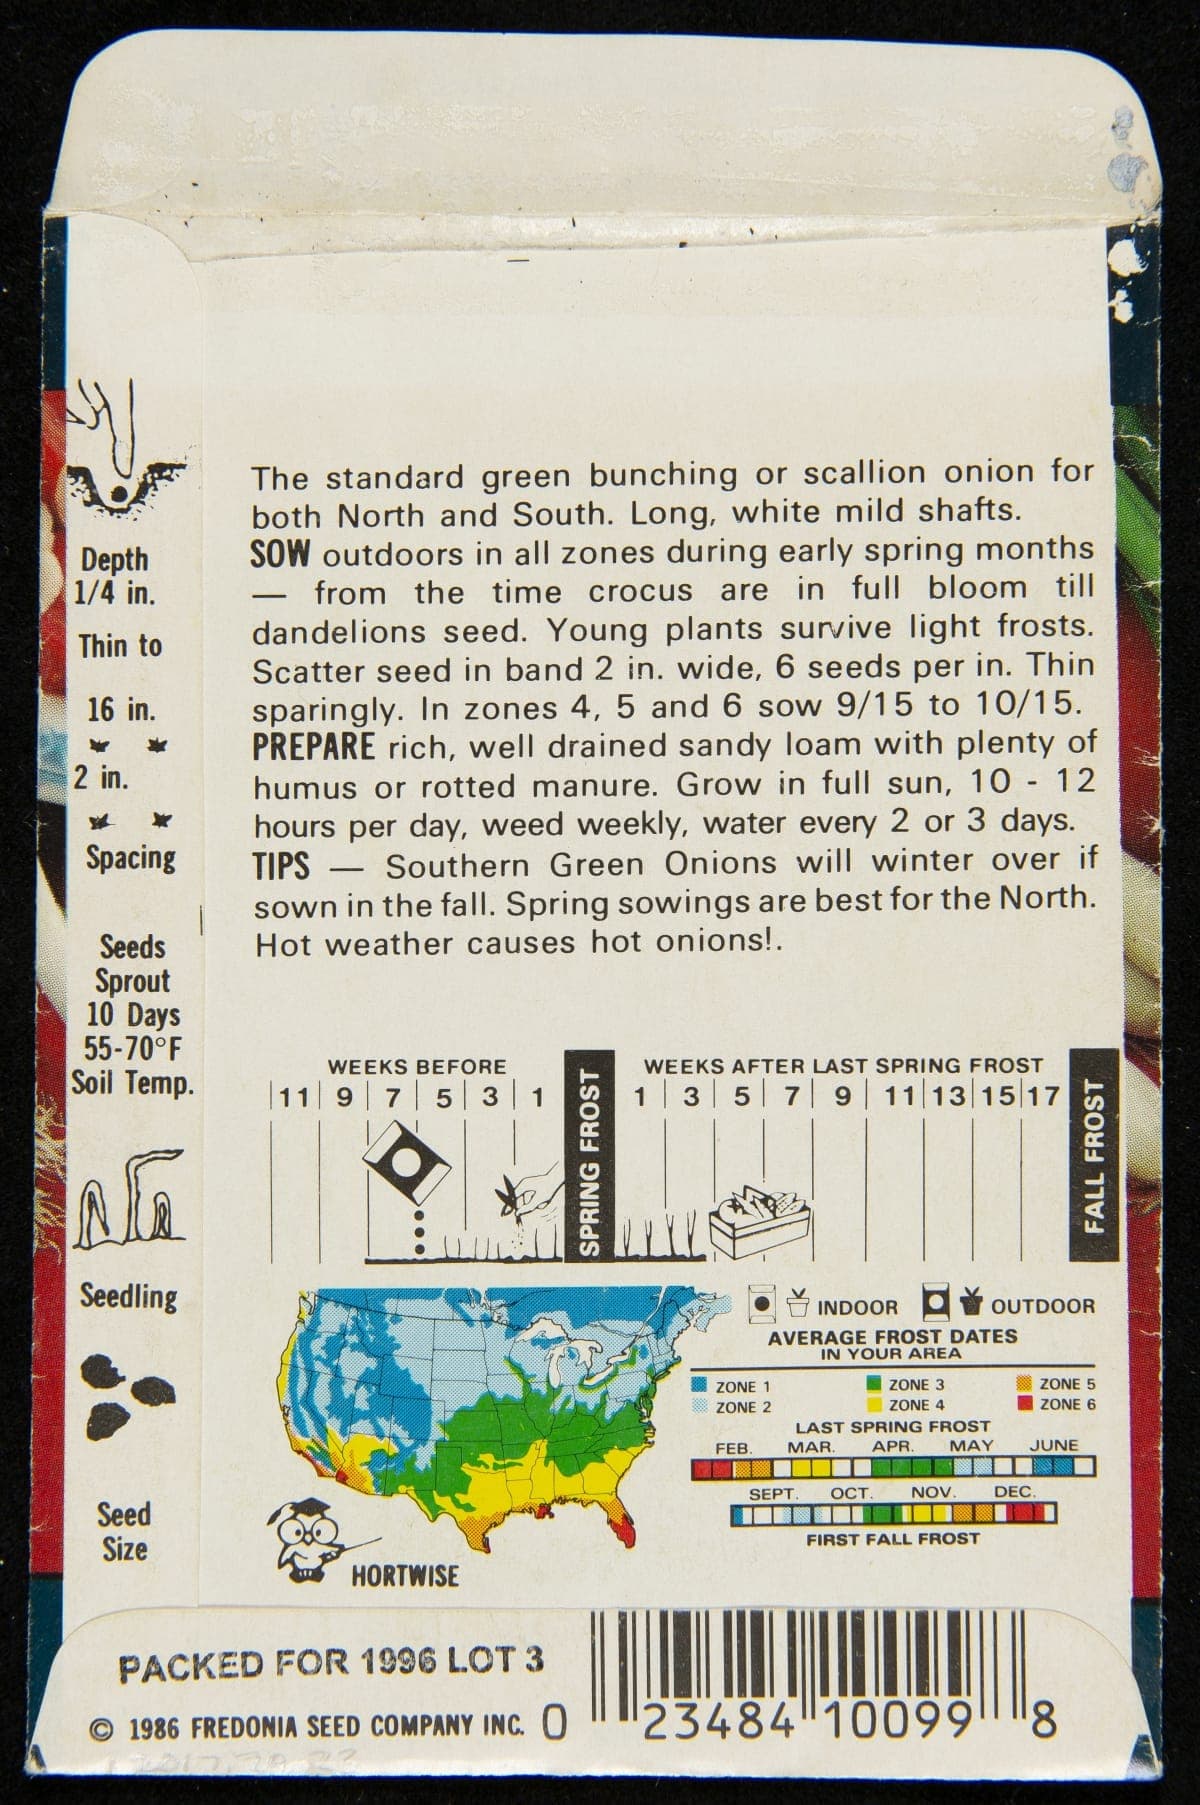 The standard green bunching or scallion onion for
both North and South. Long, white mild shafts.
SOW outdoors in all zones during early spring months
— from the time crocus are in full bloom till
dandelions seed. Young plants survive light frosts.
Scatter seed in band 2 in. wide, 6 seeds per in. Thin
sparingly. In zones 4, 5 and 6 sow 9/15 to 10/15.
PREPARE rich, well drained sandy loam with plenty of
humus or rotted manure. Grow in full sun, 10 - 12
hours per day, weed weekly, water every 2 or 3 days.
TIPS — Southern Green Onions will winter over if
sown in the fall. Spring sowings are best for the North.
Hot weather causes hot onions!.
Depth
1/4 in.
Thin to
16 in.
2 in.
Spacing
Seeds
Sprout
10 Days
55-70°F
Soil Temp.
Seedling
Seed
Size
WEEKS BEFORE
11 9 7 5 3 1
SPRING FROST
WEEKS AFTER LAST SPRING FROST
1 3 5 7 9 11 13 15 17
FALL FROST
INDOOR OUTDOOR
AVERAGE FROST DATES
IN YOUR AREA
ZONE 1 ZONE 3 ZONE 5
ZONE 2 ZONE 4 ZONE 6
LAST SPRING FROST
FEB. MAR. APR. MAY JUNE
SEPT. OCT. NOV. DEC.
FIRST FALL FROST
HORTWISE
PACKED FOR 1996 LOT 3
© 1986 FREDONIA SEED COMPANY INC.
0 23484 10099 8